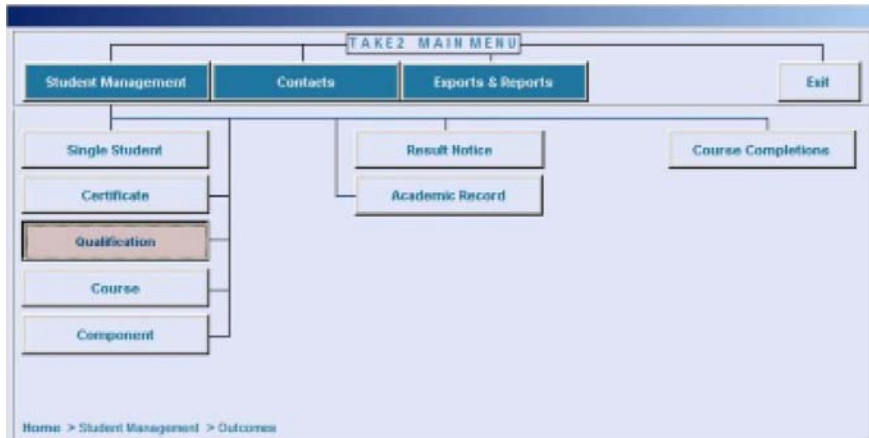 TAKE2 MAIN MENU
Student Management Contacts Exports & Reports Exit
Single Student Result Notice Course Completions
Certificate Academic Record
Qualification
Course
Component
Home > Student Management > Outcomes